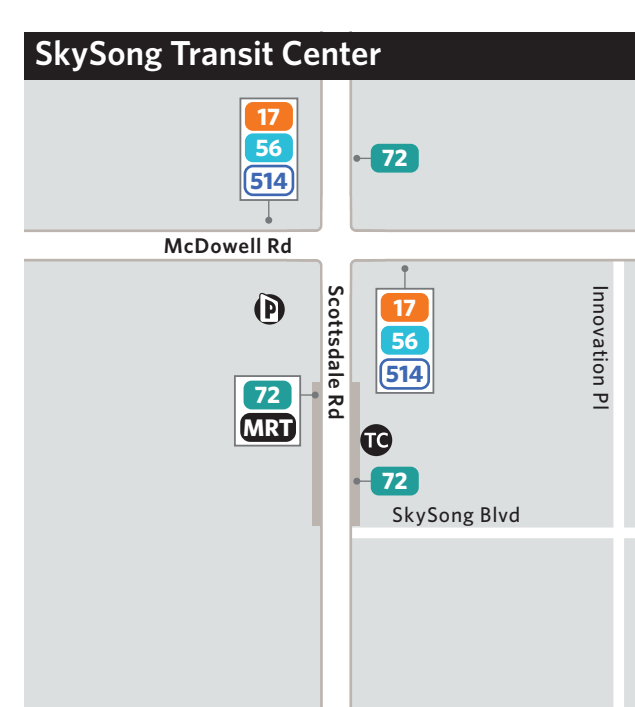 SkySong Transit Center
17
56
514
72
McDowell Rd
P
Scottsdale Rd
17
56
514
Innovation Pl
72
MRT
TC
72
SkySong Blvd